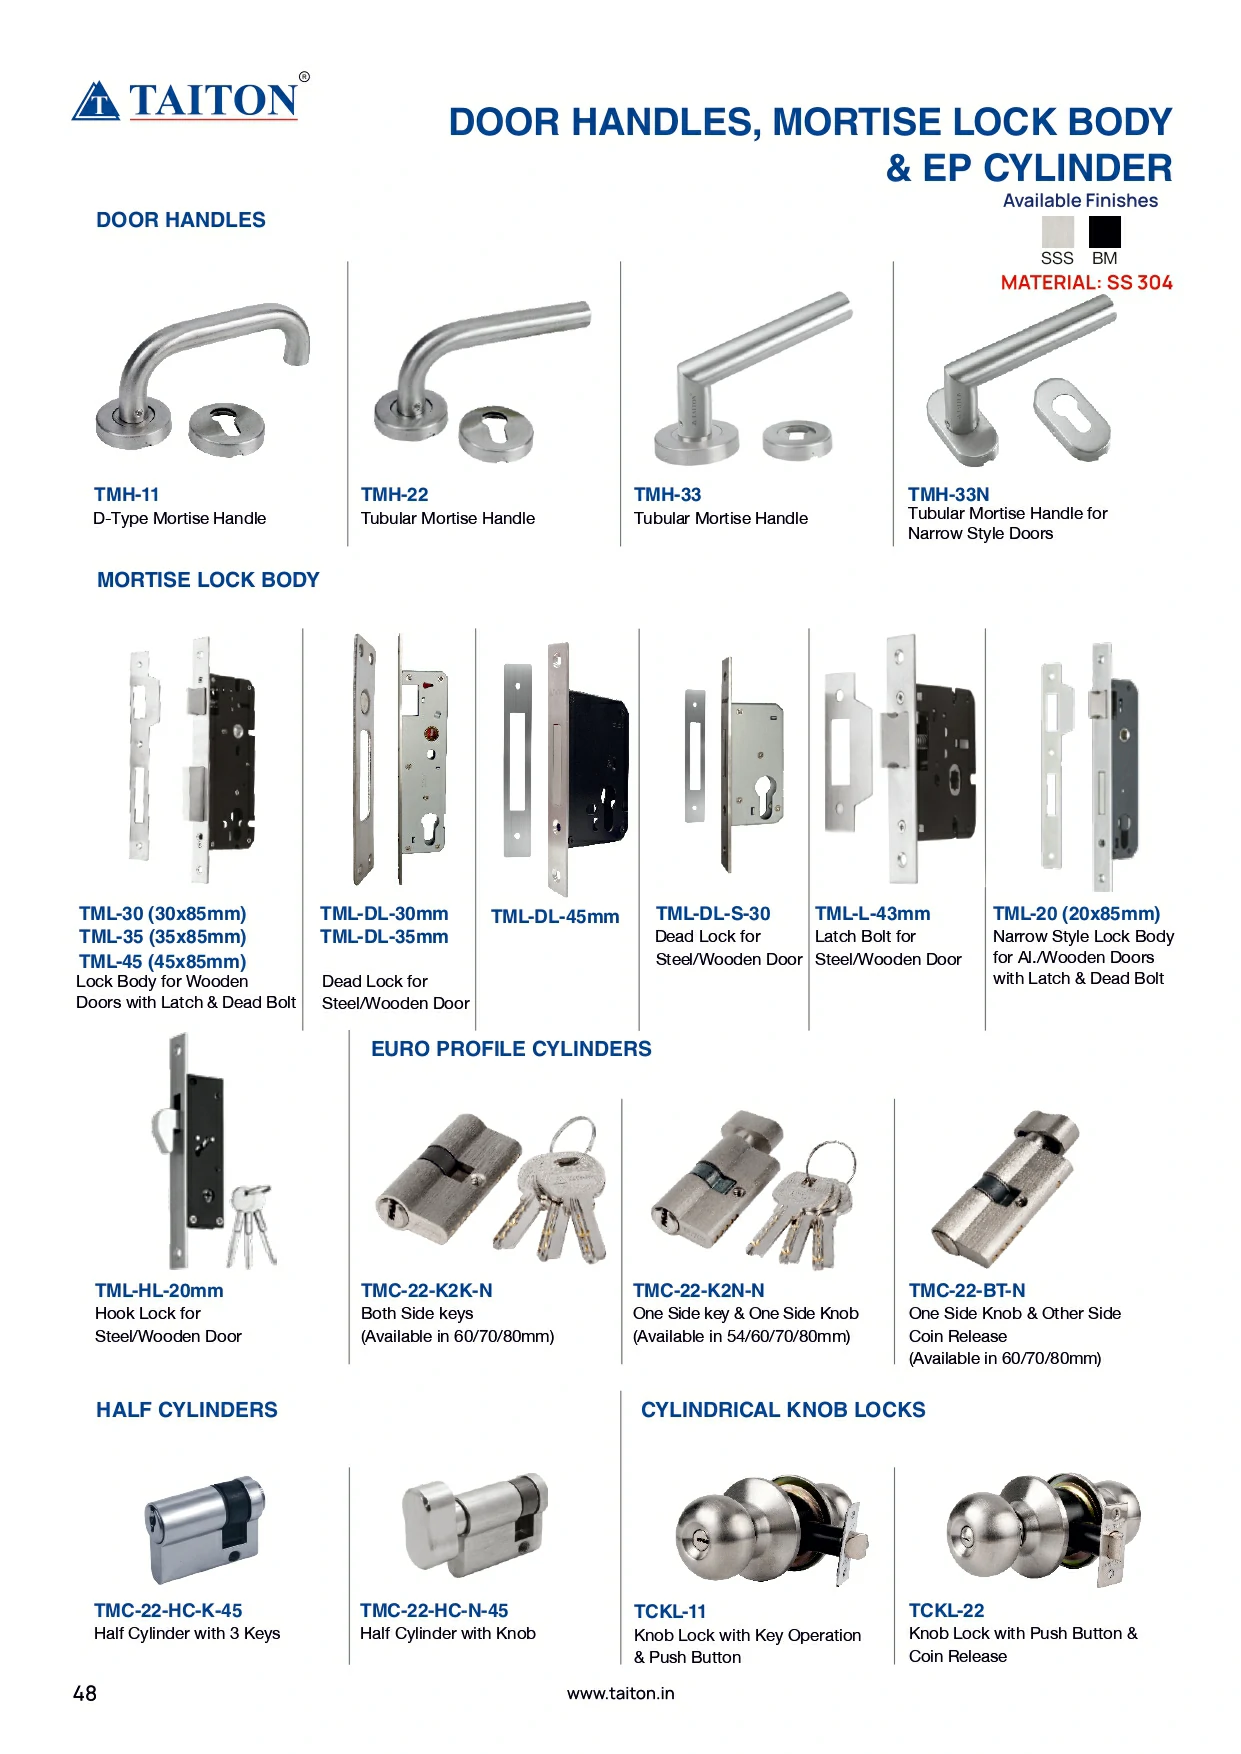 TAITON®
DOOR HANDLES, MORTISE LOCK BODY
& EP CYLINDER
Available Finishes
SSS BM
MATERIAL: SS 304
DOOR HANDLES
TMH-11
D-Type Mortise Handle
TMH-22
Tubular Mortise Handle
TMH-33
Tubular Mortise Handle
TMH-33N
Tubular Mortise Handle for
Narrow Style Doors
MORTISE LOCK BODY
TML-30 (30x85mm)
TML-35 (35x85mm)
TML-45 (45x85mm)
Lock Body for Wooden
Doors with Latch & Dead Bolt
TML-DL-30mm
TML-DL-35mm
Dead Lock for
Steel/Wooden Door
TML-DL-45mm
TML-DL-S-30
Dead Lock for
Steel/Wooden Door
TML-L-43mm
Latch Bolt for
Steel/Wooden Door
TML-20 (20x85mm)
Narrow Style Lock Body
for Al./Wooden Doors
with Latch & Dead Bolt
TML-HL-20mm
Hook Lock for
Steel/Wooden Door
EURO PROFILE CYLINDERS
TMC-22-K2K-N
Both Side keys
(Available in 60/70/80mm)
TMC-22-K2N-N
One Side key & One Side Knob
(Available in 54/60/70/80mm)
TMC-22-BT-N
One Side Knob & Other Side
Coin Release
(Available in 60/70/80mm)
HALF CYLINDERS
TMC-22-HC-K-45
Half Cylinder with 3 Keys
TMC-22-HC-N-45
Half Cylinder with Knob
CYLINDRICAL KNOB LOCKS
TCKL-11
Knob Lock with Key Operation
& Push Button
TCKL-22
Knob Lock with Push Button &
Coin Release
48
www.taiton.in